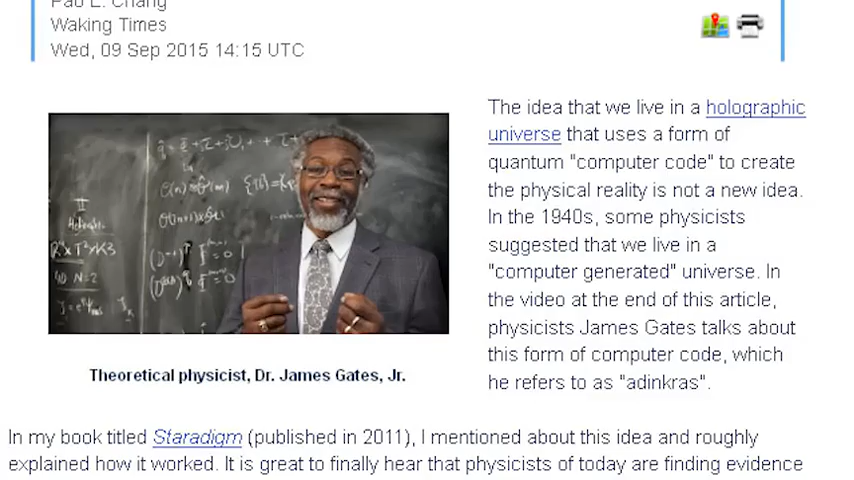 Pao L. Chang
Waking Times
Wed, 09 Sep 2015 14:15 UTC
The idea that we live in a holographic
universe that uses a form of
quantum "computer code" to create
the physical reality is not a new idea.
In the 1940s, some physicists
suggested that we live in a
"computer generated" universe. In
the video at the end of this article,
physicists James Gates talks about
this form of computer code, which
he refers to as "adinkras".
Theoretical physicist, Dr. James Gates, Jr.
In my book titled Staradigm (published in 2011), I mentioned about this idea and roughly
explained how it worked. It is great to finally hear that physicists of today are finding evidence